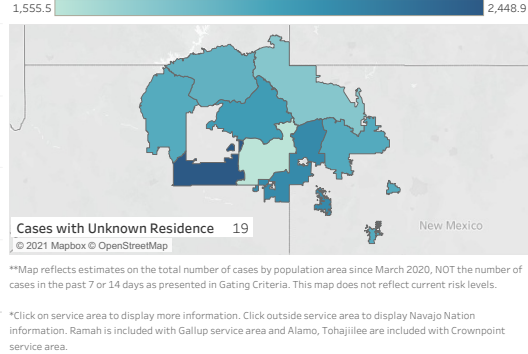 1,555.5
2,448.9
New Mexico
Cases with Unknown Residence 19
© 2021 Mapbox © OpenStreetMap
**Map reflects estimates on the total number of cases by population area since March 2020, NOT the number of
cases in the past 7 or 14 days as presented in Gating Criteria. This map does not reflect current risk levels.
*Click on service area to display more information. Click outside service area to display Navajo Nation
information. Ramah is included with Gallup service area and Alamo, Tohajiilee are included with Crownpoint
service area.